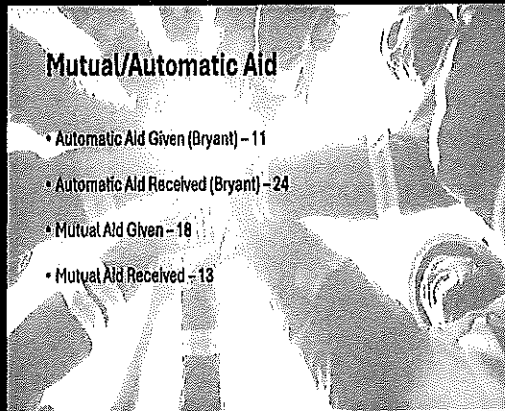 Mutual/Automatic Aid
• Automatic Aid Given (Bryant) – 11
• Automatic Aid Received (Bryant) – 24
• Mutual Aid Given – 18
• Mutual Aid Received – 13